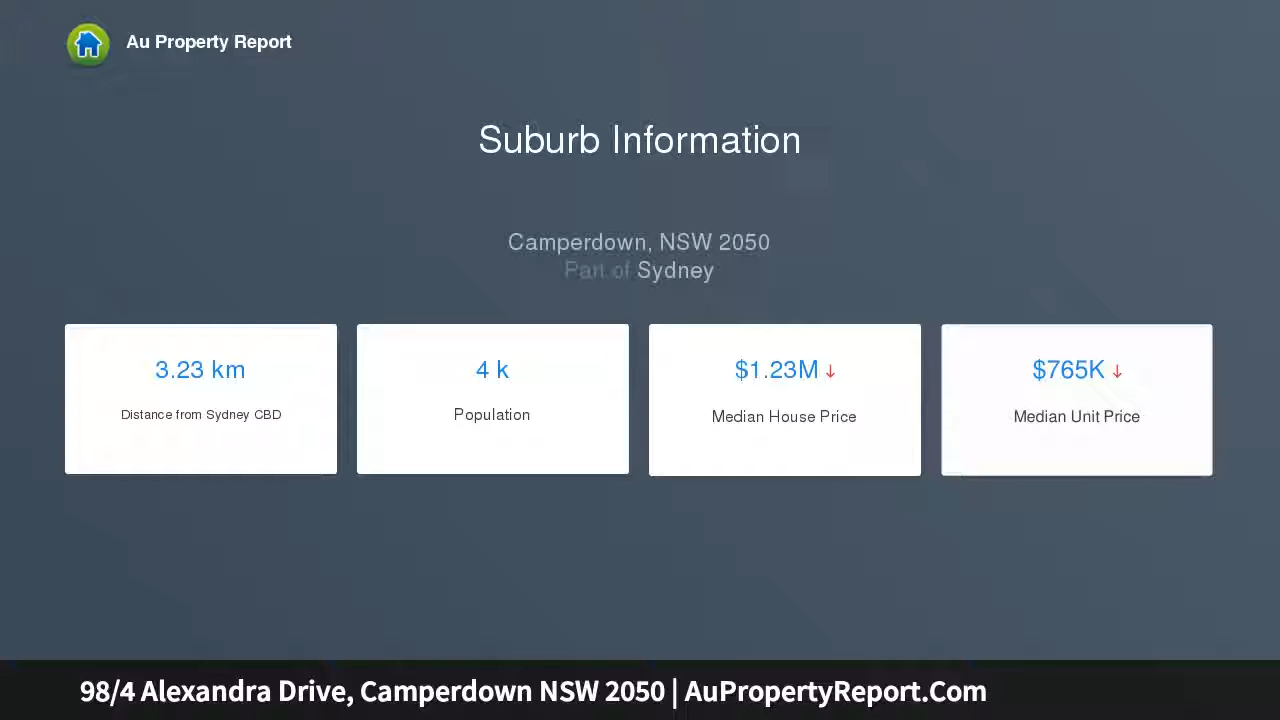 Au Property Report
Suburb Information
Camperdown, NSW 2050
Part of Sydney
3.23 km
Distance from Sydney CBD
4 k
Population
$1.23M ↓
Median House Price
$765K ↓
Median Unit Price
98/4 Alexandra Drive, Camperdown NSW 2050 | AuPropertyReport.Com